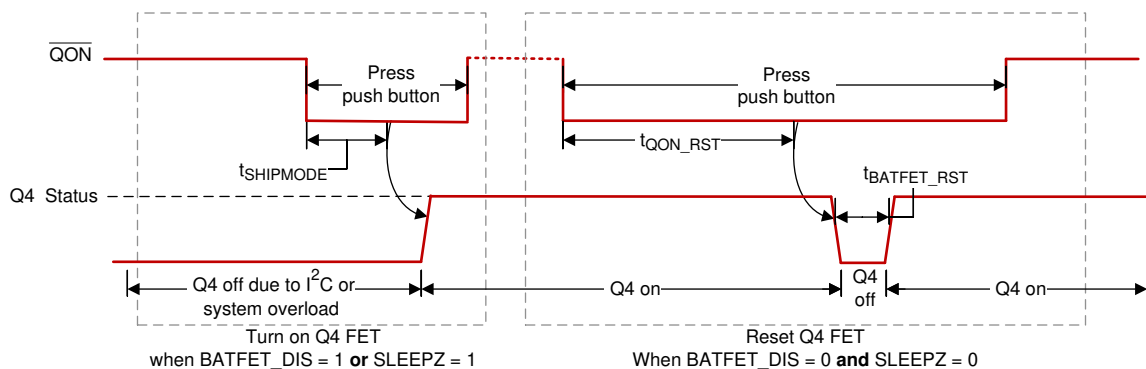 QON
Press
push button
Press
push button
tSHIPMODE
tQON_RST
tBATFET_RST
Q4 Status
Q4 off due to I2C or
system overload
Q4 on
Q4
off
Q4 on
Turn on Q4 FET
when BATFET_DIS = 1 or SLEEPZ = 1
Reset Q4 FET
When BATFET_DIS = 0 and SLEEPZ = 0